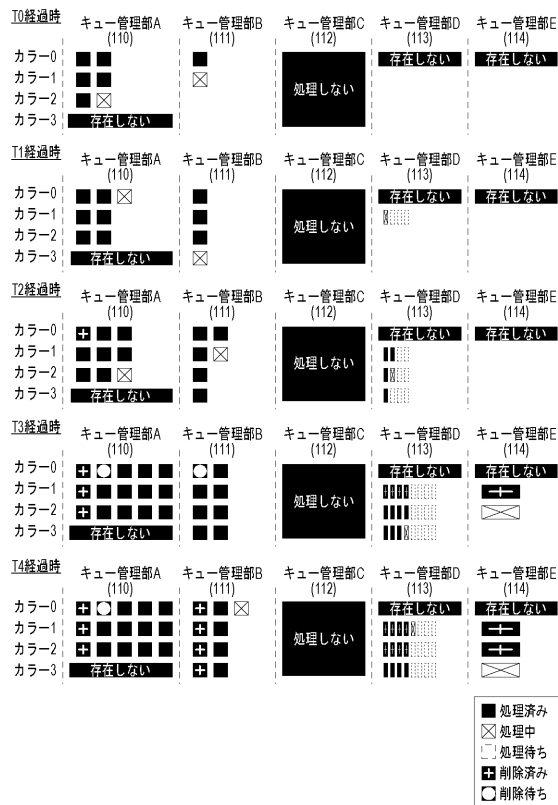 T0経過時 キュー管理部A キュー管理部B キュー管理部C キュー管理部D キュー管理部E
(110) (111) (112) (113) (114)
カラー0 存在しない 存在しない
カラー1
処理しない
カラー2
カラー3 存在しない
T1経過時 キュー管理部A キュー管理部B キュー管理部C キュー管理部D キュー管理部E
(110) (111) (112) (113) (114)
カラー0 存在しない 存在しない
カラー1
処理しない
カラー2
カラー3 存在しない
T2経過時 キュー管理部A キュー管理部B キュー管理部C キュー管理部D キュー管理部E
(110) (111) (112) (113) (114)
カラー0 存在しない 存在しない
カラー1
処理しない
カラー2
カラー3 存在しない
T3経過時 キュー管理部A キュー管理部B キュー管理部C キュー管理部D キュー管理部E
(110) (111) (112) (113) (114)
カラー0 存在しない 存在しない
カラー1
処理しない
カラー2
カラー3 存在しない
T4経過時 キュー管理部A キュー管理部B キュー管理部C キュー管理部D キュー管理部E
(110) (111) (112) (113) (114)
カラー0 存在しない 存在しない
カラー1
処理しない
カラー2
カラー3 存在しない
処理済み
処理中
処理待ち
削除済み
削除待ち